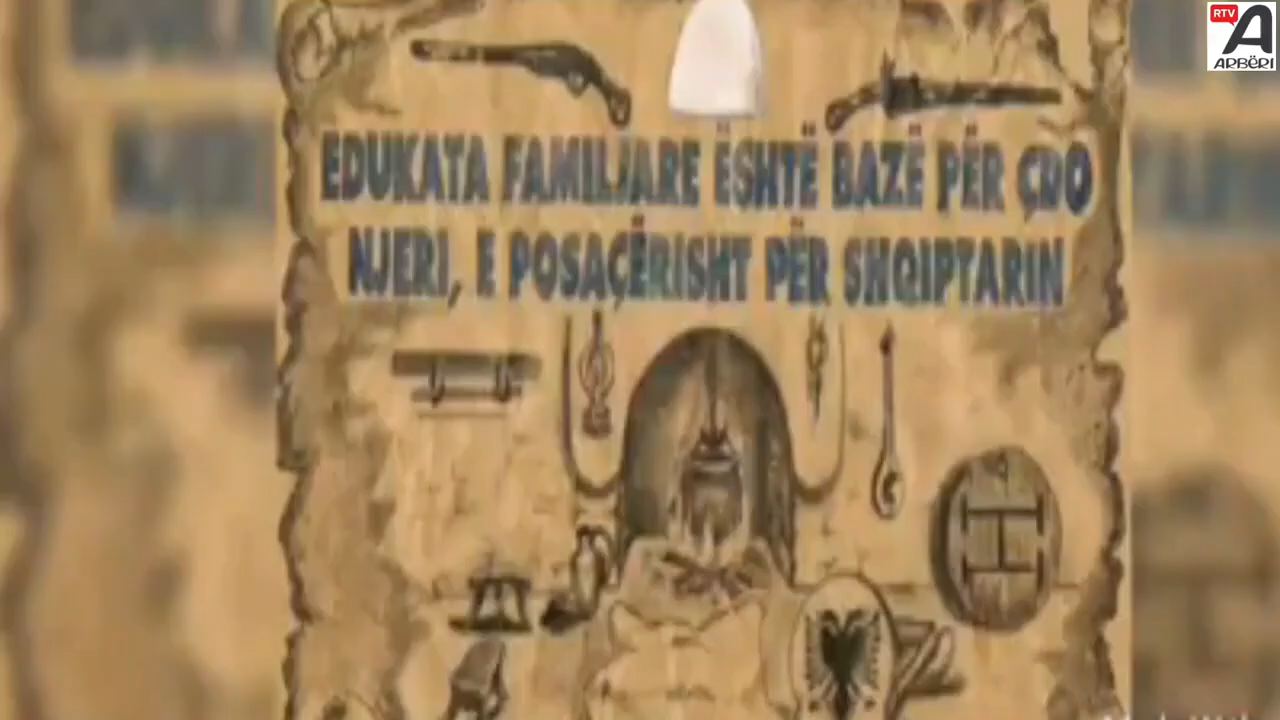 RTV
ARBËRI
EDUKATA FAMILJARE ËSHTË BAZË PËR ÇDO
NJERI, E POSAÇËRISHT PËR SHQIPTARIN